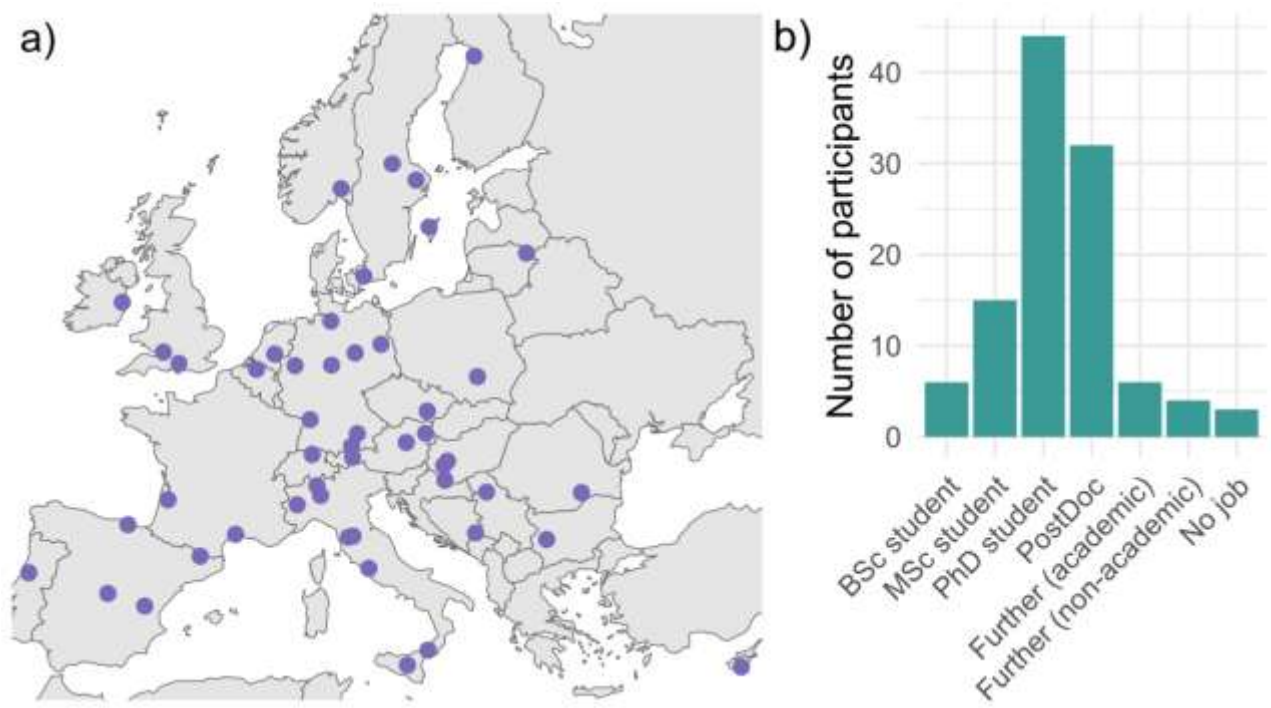 a)
b)
Number of participants
40
30
20
10
0
BSc student
MSc student
PhD student
PostDoc
Further (academic)
Further (non-academic)
No job